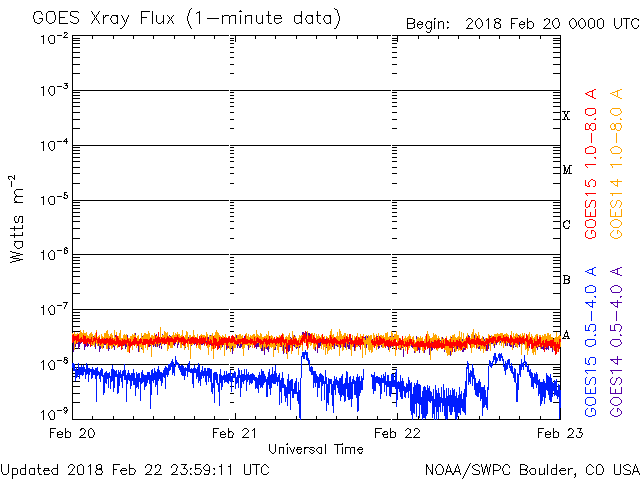 GOES Xray Flux (1-minute data)
Begin: 2018 Feb 20 0000 UTC
10^-2
10^-3
10^-4
10^-5
10^-6
10^-7
10^-8
10^-9
Watts m^-2
X
M
C
B
A
GOES15 1.0-8.0 A
GOES14 1.0-8.0 A
GOES15 0.5-4.0 A
GOES14 0.5-4.0 A
Feb 20 Feb 21 Feb 22 Feb 23
Universal Time
Updated 2018 Feb 22 23:59:11 UTC
NOAA/SWPC Boulder, CO USA